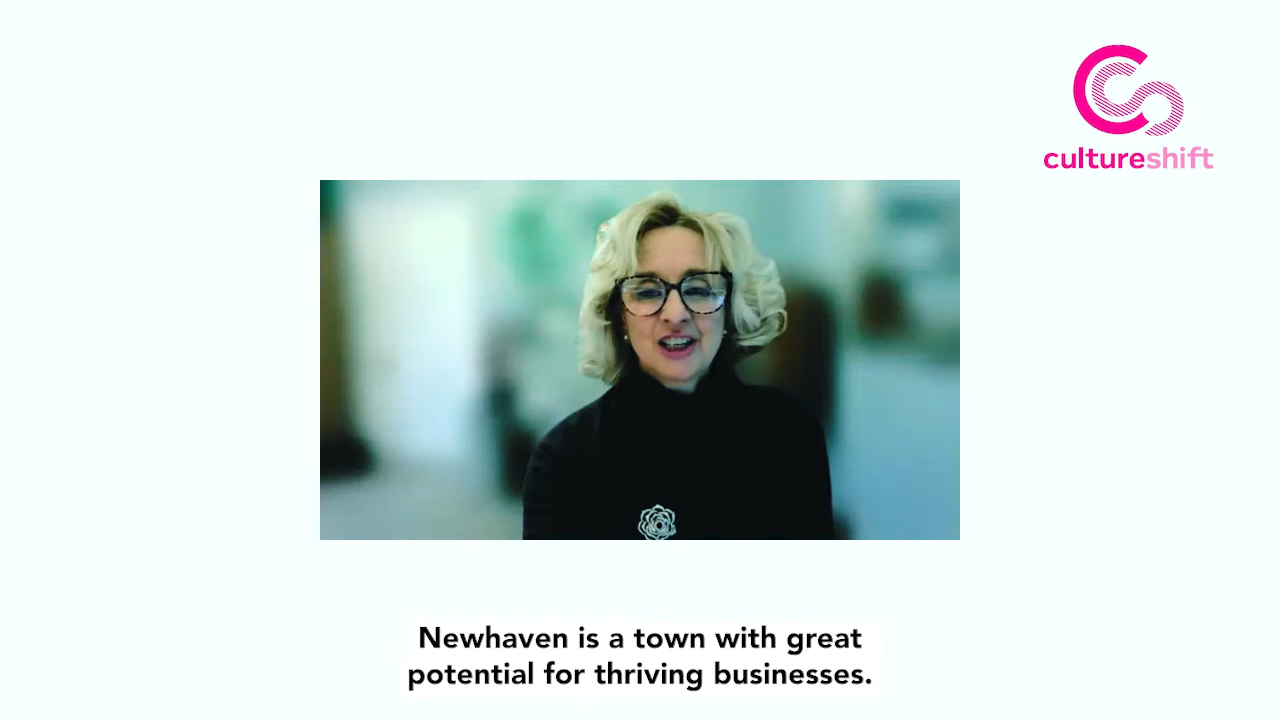 cultureshift
Newhaven is a town with great
potential for thriving businesses.